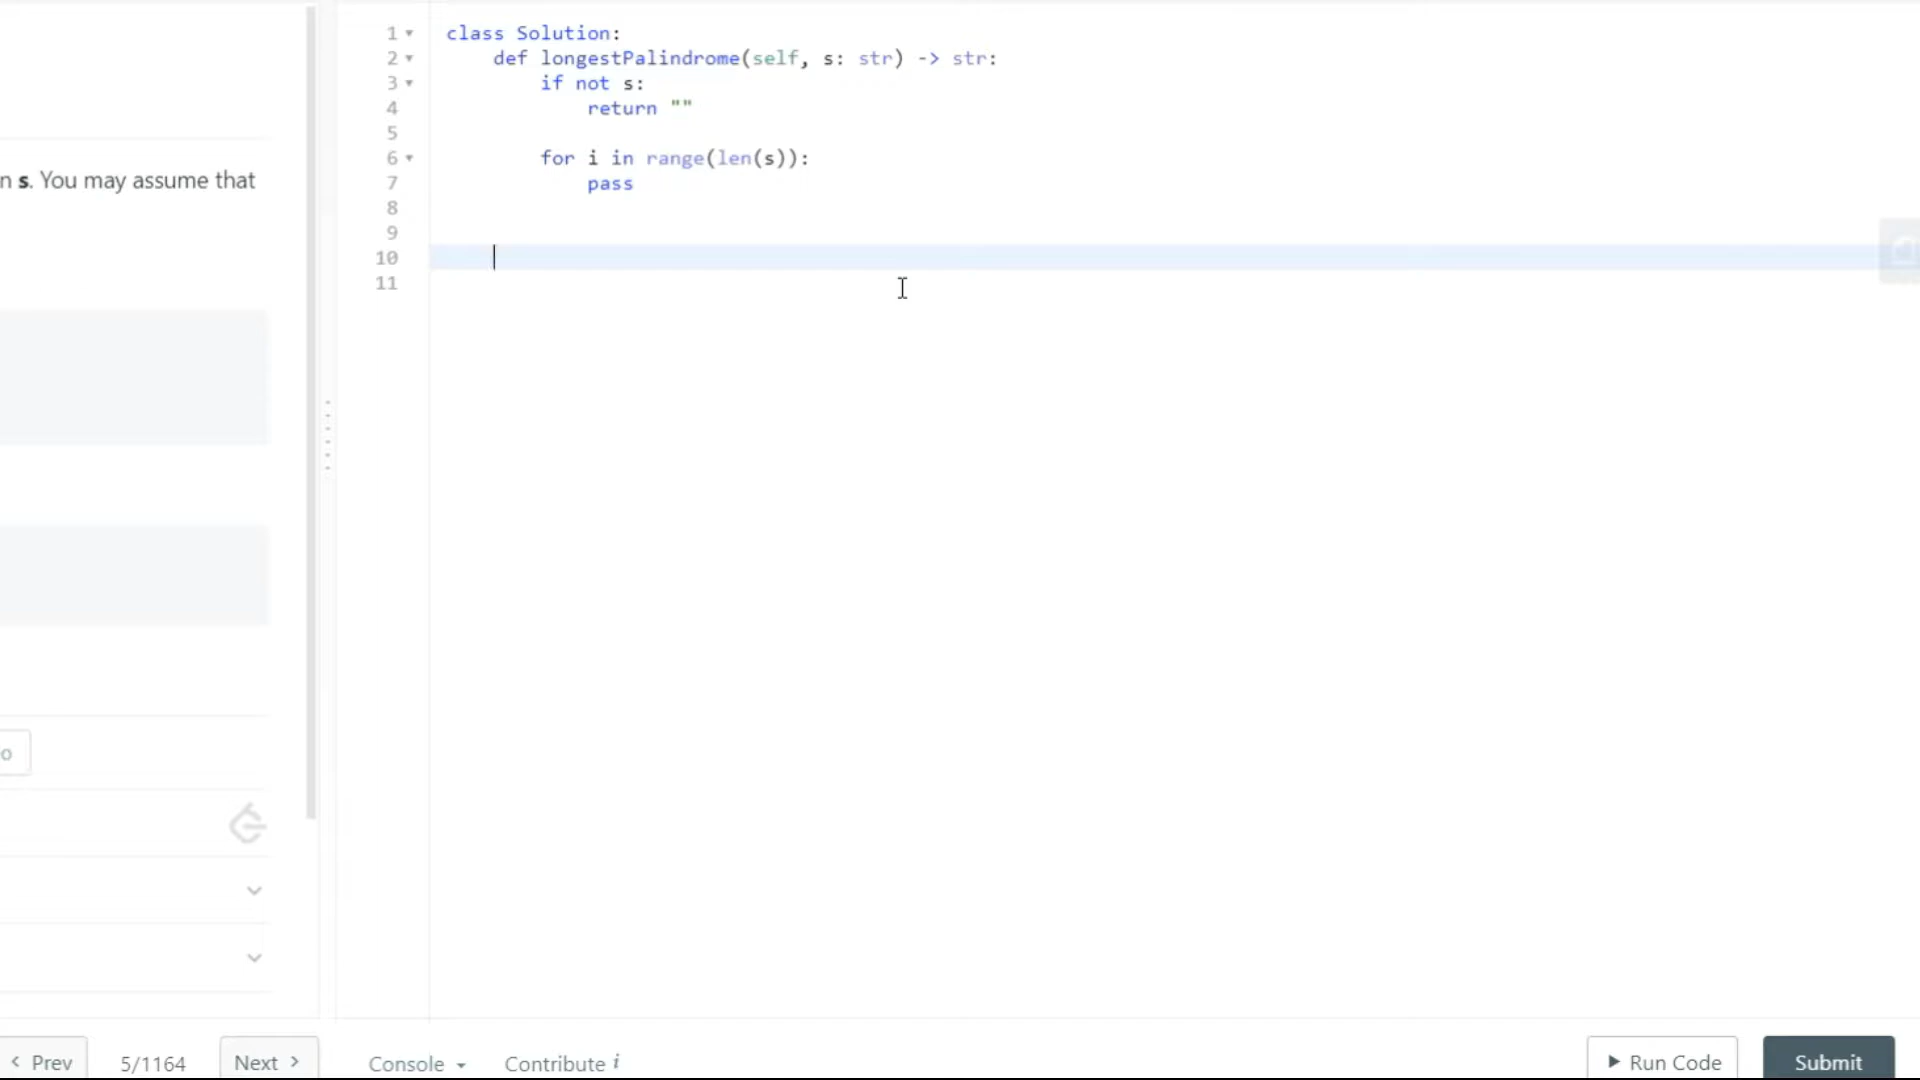 n s. You may assume that
o
1 class Solution:
2 def longestPalindrome(self, s: str) -> str:
3 if not s:
4 return ""
5
6 for i in range(len(s)):
7 pass
8
9
10
11
< Prev 5/1164 Next > Console Contribute i Run Code Submit